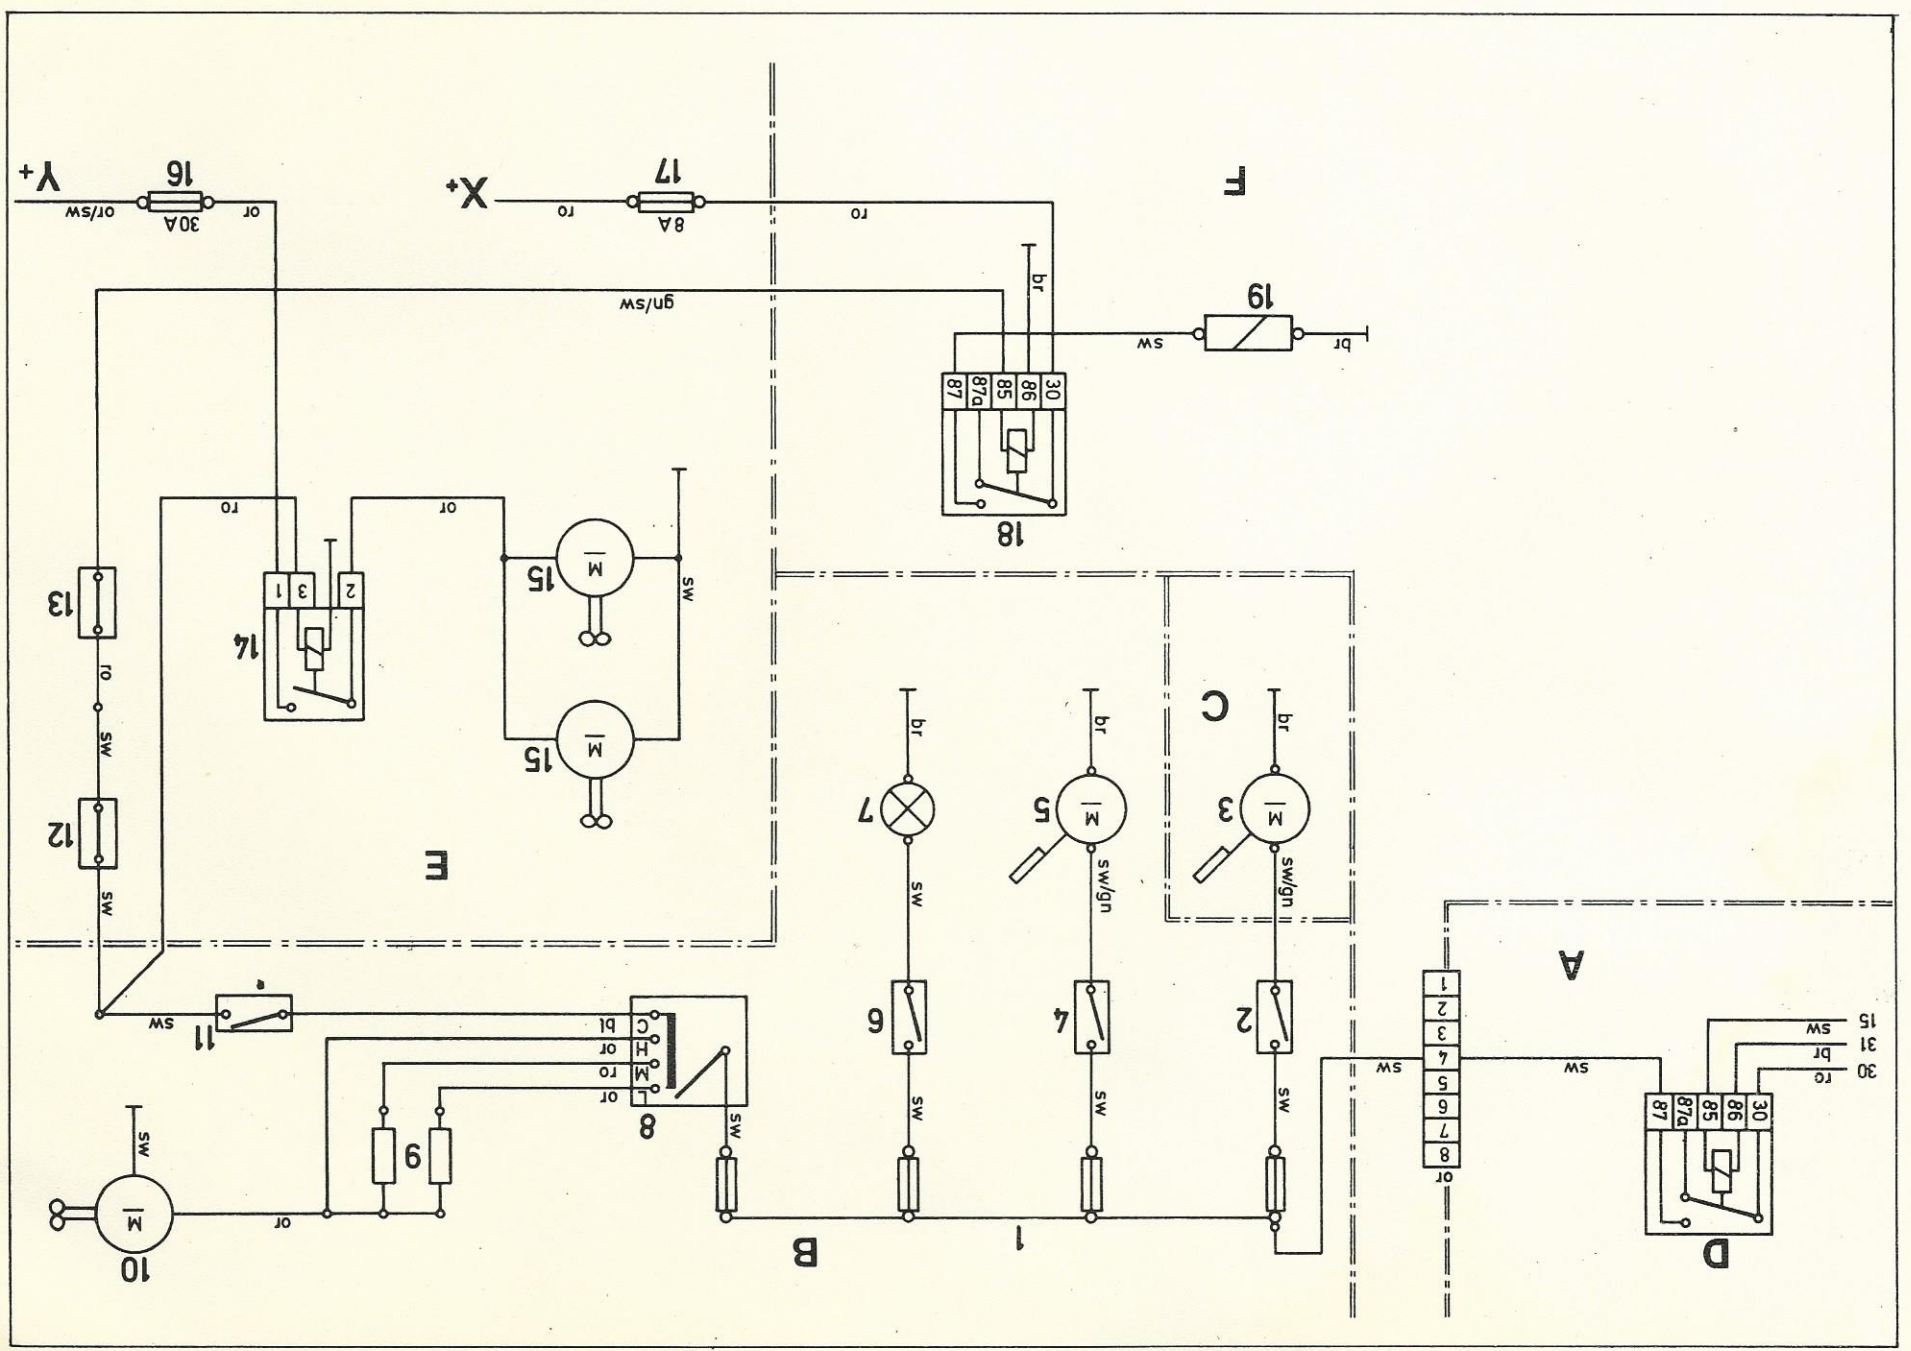 D
30 86 85 87a 87
30 ro
31 br
15 sw
A
sw
or
8
7
6
5
4
3
2
1
sw
B
1
sw
2
sw/gn
M
3
br
C
sw
4
sw/gn
M
5
br
sw
6
sw
7
br
sw
8
L or
M ro
H or
C bl
9
or
10
M
sw
11
sw
E
sw
12
sw
ro
13
gn/sw
15
M
15
M
sw
or
14
2 3 1
ro
or
30A
16
or/sw
Y+
18
30 86 85 87a 87
br
sw
19
br
F
ro
8A
17
ro
X+